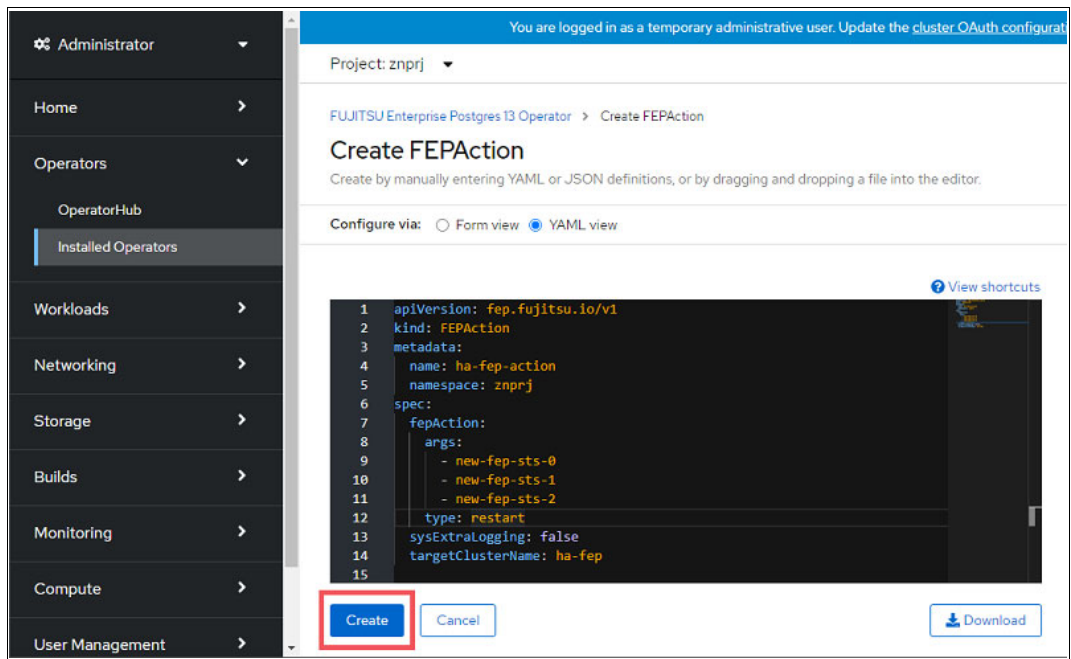 Administrator
You are logged in as a temporary administrative user. Update the cluster OAuth configurati
Project: znprj
Home
Operators
OperatorHub
Installed Operators
Workloads
Networking
Storage
Builds
Monitoring
Compute
User Management
FUJITSU Enterprise Postgres 13 Operator > Create FEPAction
Create FEPAction
Create by manually entering YAML or JSON definitions, or by dragging and dropping a file into the editor.
Configure via: Form view YAML view
View shortcuts
1 apiVersion: fep.fujitsu.io/v1
2 kind: FEPAction
3 metadata:
4 name: ha-fep-action
5 namespace: znprj
6 spec:
7 fepAction:
8 args:
9 - new-fep-sts-0
10 - new-fep-sts-1
11 - new-fep-sts-2
12 type: restart
13 sysExtraLogging: false
14 targetClusterName: ha-fep
15
Create Cancel Download